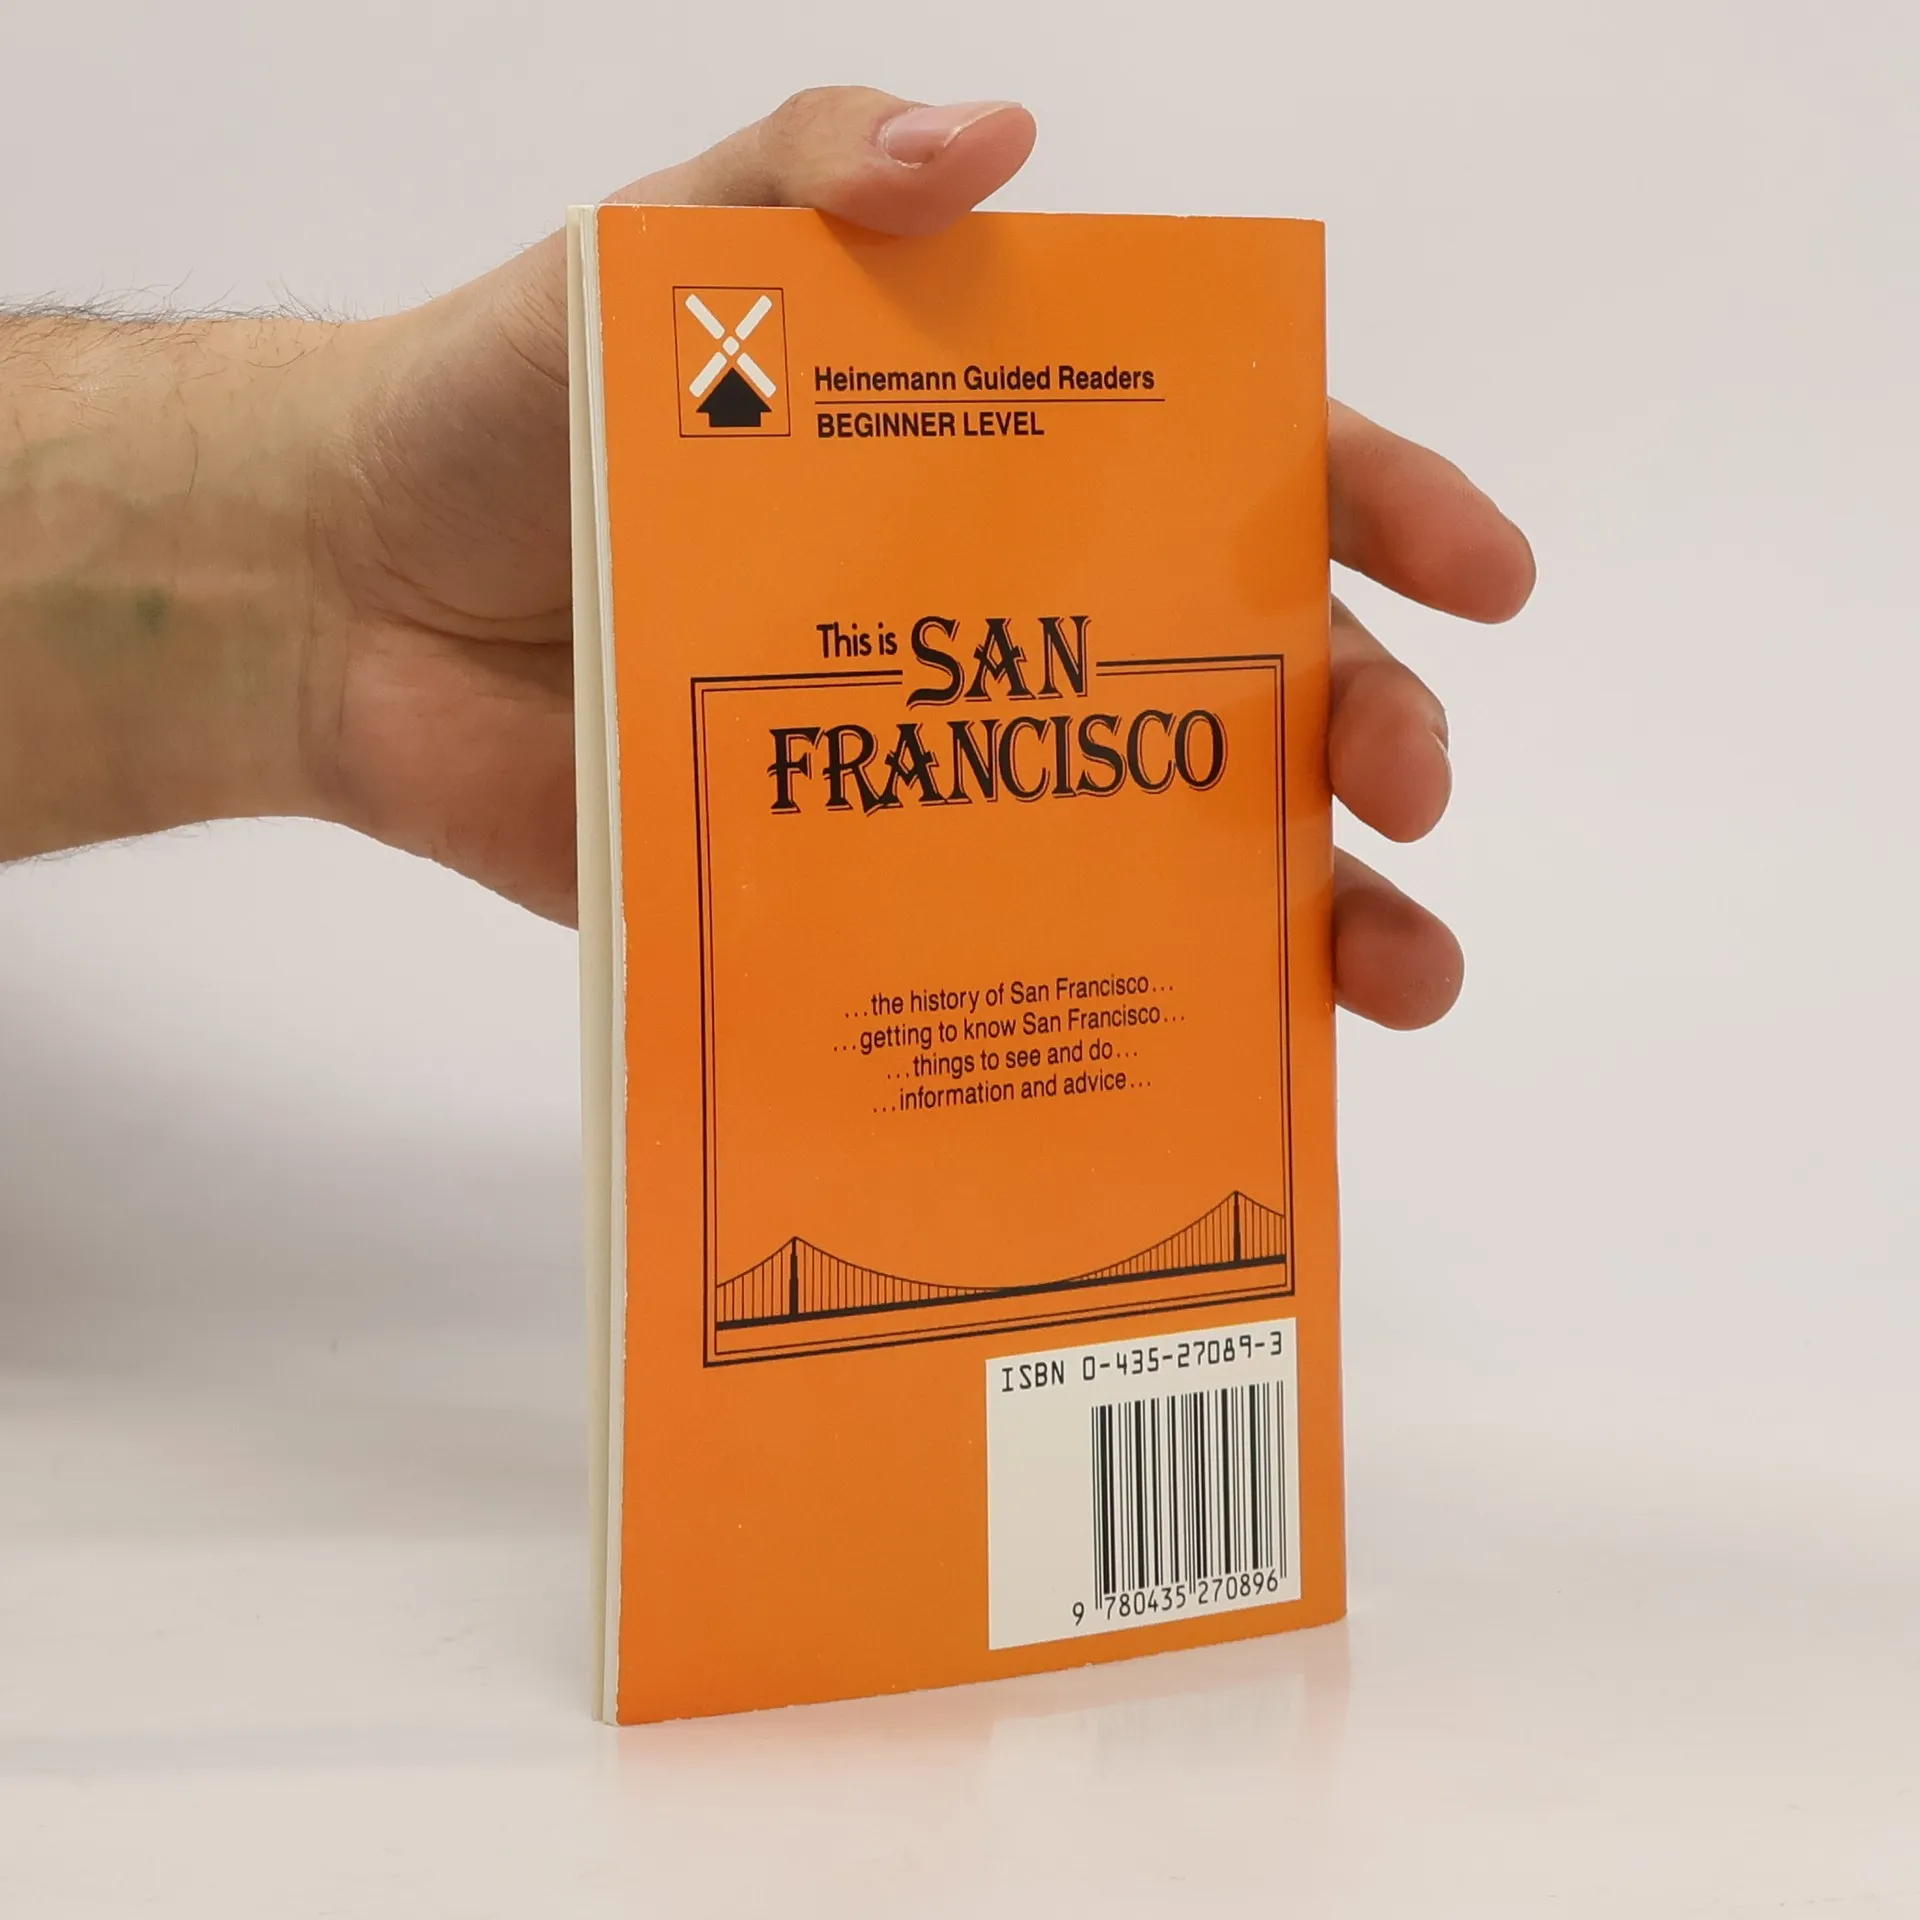 Heinemann Guided Readers
BEGINNER LEVEL
This is SAN
FRANCISCO
...the history of San Francisco...
...getting to know San Francisco...
...things to see and do...
...information and advice...
ISBN 0-435-27089-3
9 780435 270896